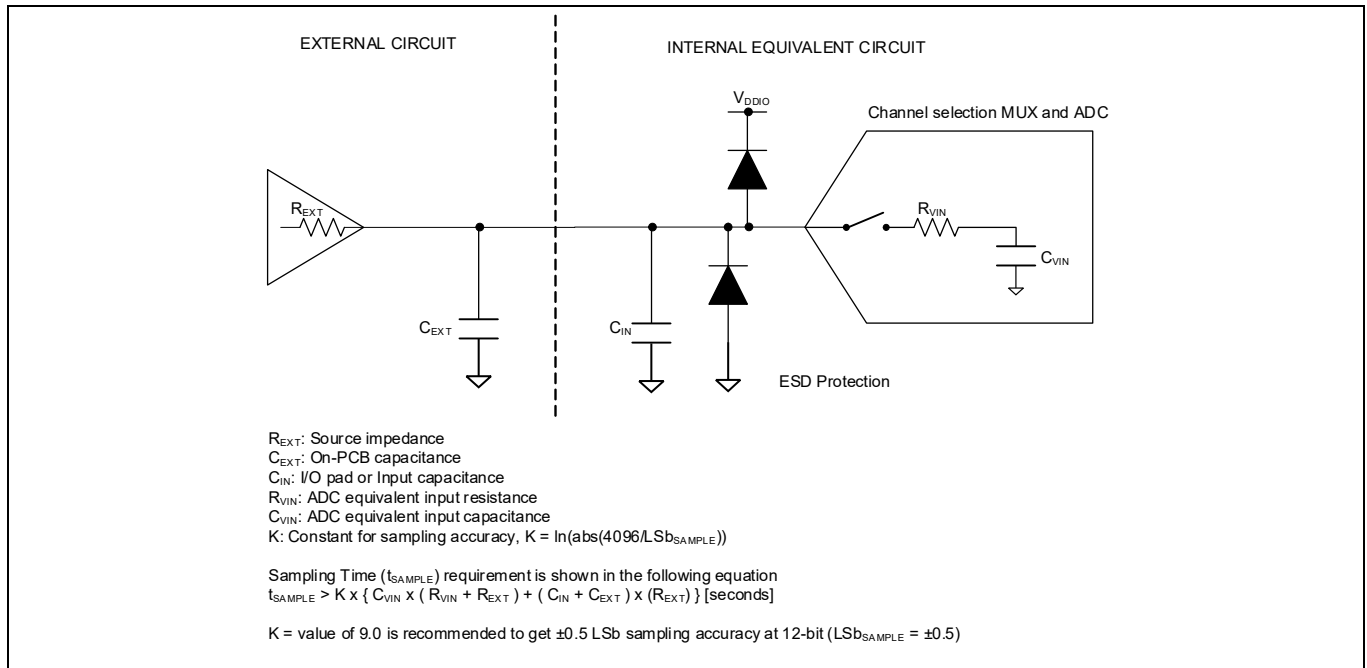 EXTERNAL CIRCUIT
INTERNAL EQUIVALENT CIRCUIT
VDDIO
Channel selection MUX and ADC
REXT
RVIN
CVIN
CEXT
CIN
ESD Protection
REXT: Source impedance
CEXT: On-PCB capacitance
CIN: I/O pad or Input capacitance
RVIN: ADC equivalent input resistance
CVIN: ADC equivalent input capacitance
K: Constant for sampling accuracy, K = ln(abs(4096/LSbSAMPLE))
Sampling Time (tSAMPLE) requirement is shown in the following equation
tSAMPLE > K x { CVIN x ( RVIN + REXT ) + ( CIN + CEXT ) x (REXT) } [seconds]
K = value of 9.0 is recommended to get ±0.5 LSb sampling accuracy at 12-bit (LSbSAMPLE = ±0.5)